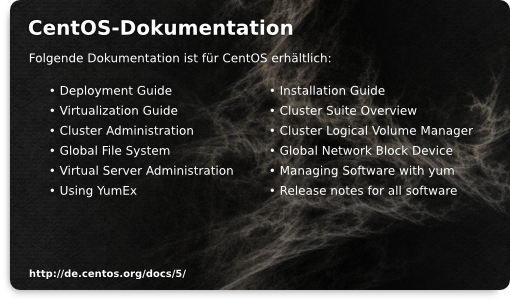 CentOS-Dokumentation
Folgende Dokumentation ist für CentOS erhältlich:
• Deployment Guide
• Virtualization Guide
• Cluster Administration
• Global File System
• Virtual Server Administration
• Using YumEx
• Installation Guide
• Cluster Suite Overview
• Cluster Logical Volume Manager
• Global Network Block Device
• Managing Software with yum
• Release notes for all software
http://de.centos.org/docs/5/